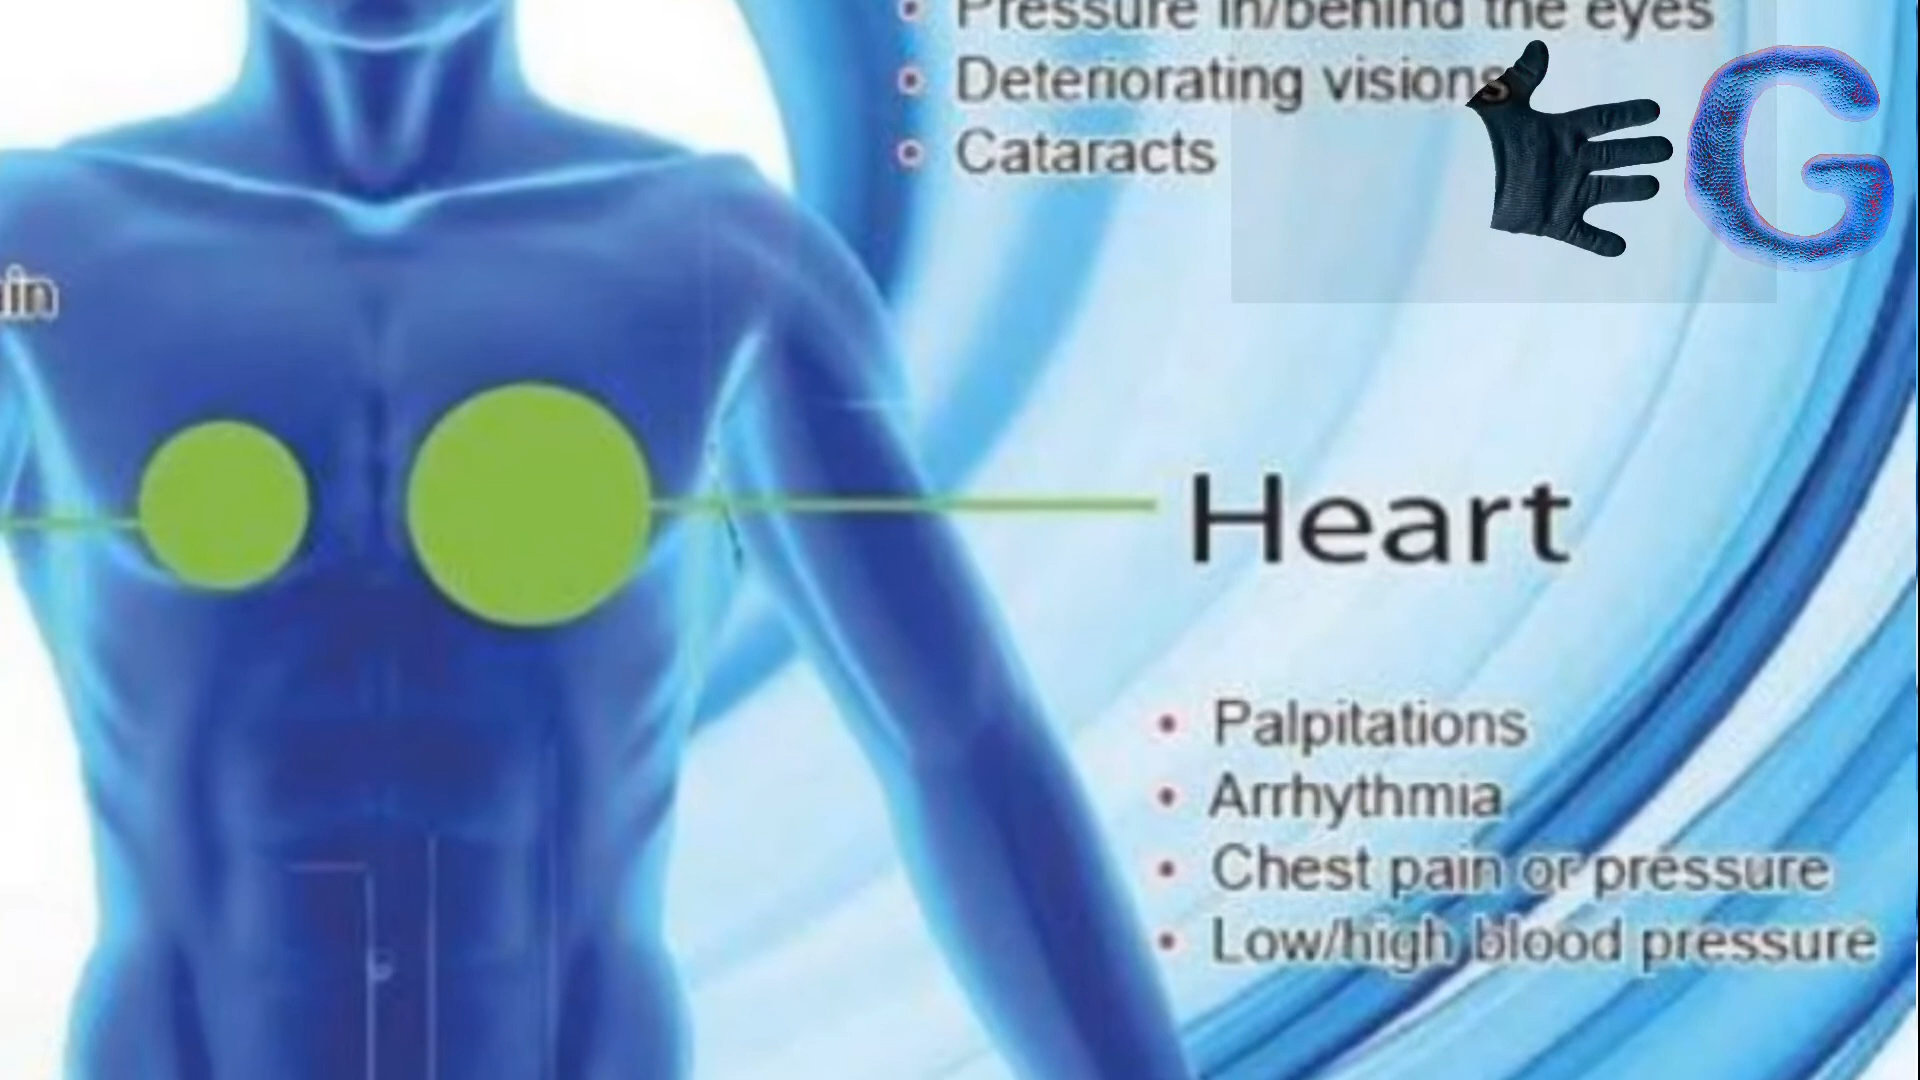 Pressure in/behind the eyes
Deteriorating visions
Cataracts
G
Heart
Palpitations
Arrhythmia
Chest pain or pressure
Low/high blood pressure